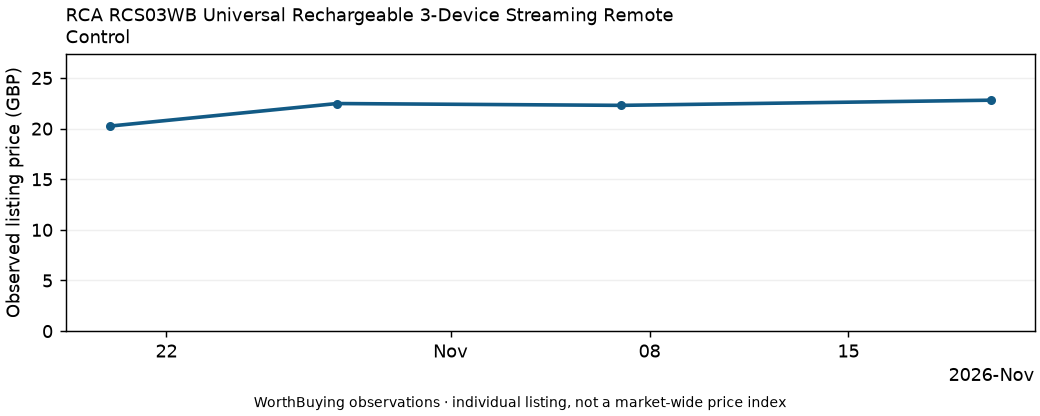 RCA RCS03WB Universal Rechargeable 3-Device Streaming Remote
Control
Observed listing price (GBP)
25
20
15
10
5
0
22
Nov
08
15
2026-Nov
WorthBuying observations · individual listing, not a market-wide price index